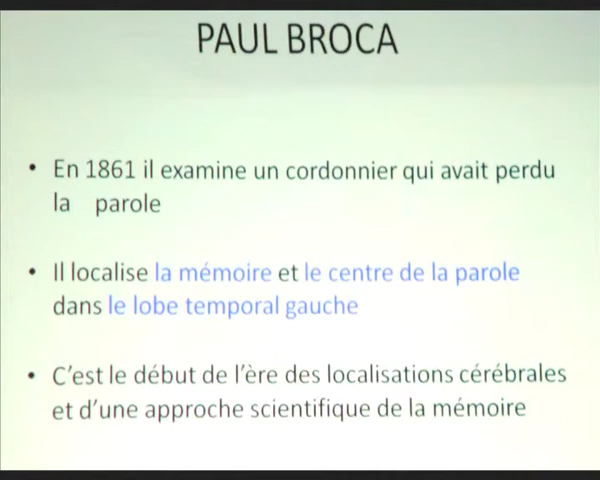 PAUL BROCA
• En 1861 il examine un cordonnier qui avait perdu
la parole
• Il localise la mémoire et le centre de la parole
dans le lobe temporal gauche
• C'est le début de l'ère des localisations cérébrales
et d'une approche scientifique de la mémoire